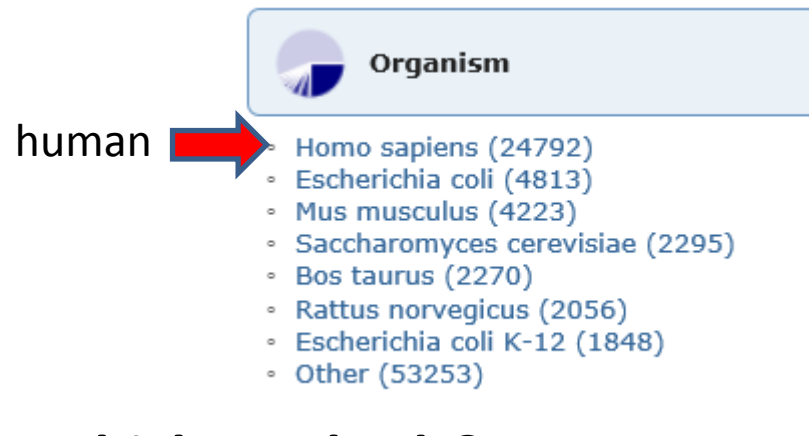 Organism
human
Homo sapiens (24792)
Escherichia coli (4813)
Mus musculus (4223)
Saccharomyces cerevisiae (2295)
Bos taurus (2270)
Rattus norvegicus (2056)
Escherichia coli K-12 (1848)
Other (53253)